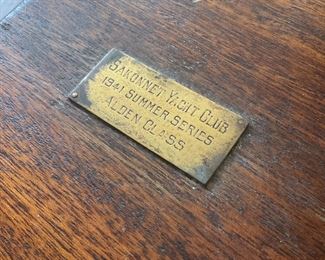 SAKONNET YACHT CLUB
1941 SUMMER SERIES
ALDEN CLASS